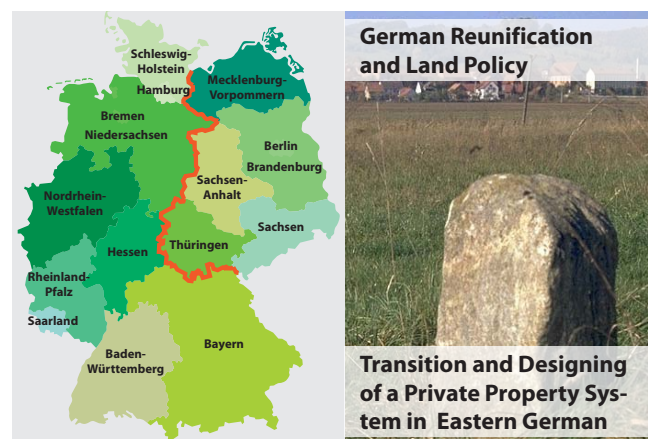 Schleswig-
Holstein
Hamburg
Mecklenburg-
Vorpommern
Bremen
Niedersachsen
Berlin
Brandenburg
Sachsen-
Anhalt
Nordrhein-
Westfalen
Sachsen
Thüringen
Hessen
Rheinland-
Pfalz
Saarland
Bayern
Baden-
Württemberg
German Reunification
and Land Policy
Transition and Designing
of a Private Property Sys-
tem in Eastern German